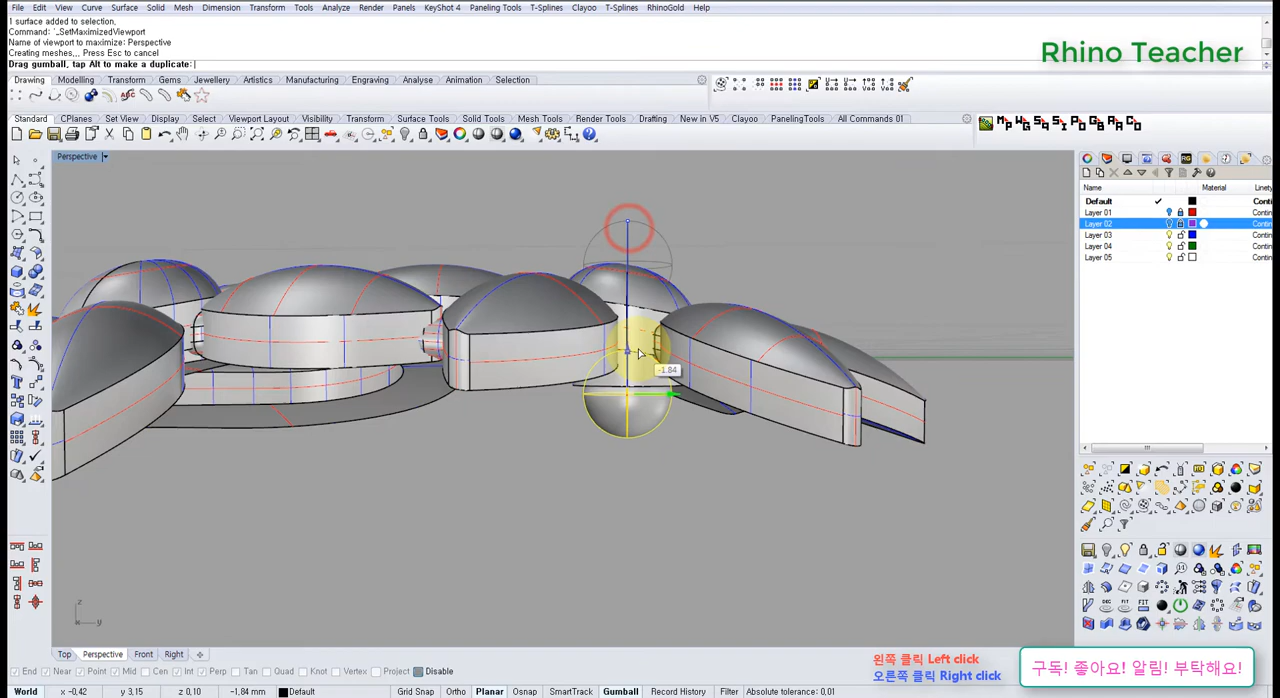 File Edit View Curve Surface Solid Mesh Dimension Transform Tools Analyze Render Panels KeyShot 4 Paneling Tools T-Splines Clayoo T-Splines RhinoGold Help
1 surface added to selection,
Command: '_SetMaximizedViewport
Name of viewport to maximize: Perspective
Creating meshes,,, Press Esc to cancel
Drag gumball, tap Alt to make a duplicate:
Rhino Teacher
Drawing Modelling Transform Gems Jewellery Artistics Manufacturing Engraving Analyse Animation Selection
Standard CPlanes Set View Display Select Viewport Layout Visibility Transform Surface Tools Solid Tools Mesh Tools Render Tools Drafting New in V5 Clayoo PanelingTools All Commands 01
Perspective
Name Material Linety
Default Conti
Layer 01 Contin
Layer 02 Contin
Layer 03 Contin
Layer 04 Contin
Layer 05 Contin
-1.84
z
y
Top Perspective Front Right
End Near Point Mid Cen Int Perp Tan Quad Knot Vertex Project Disable
왼쪽 클릭 Left click
오른쪽 클릭 Right click
구독! 좋아요! 알림! 부탁해요!
World x -0,42 y 3,15 z 0,10 -1,84 mm Default Grid Snap Ortho Planar Osnap SmartTrack Gumball Record History Filter Absolute tolerance: 0,01